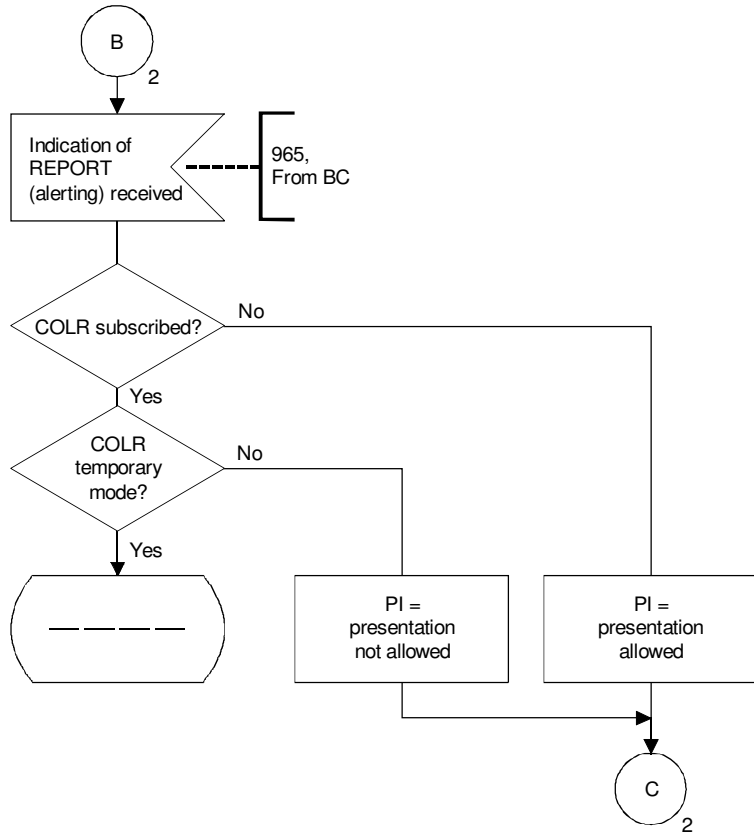 B
2
Indication of
REPORT
(alerting) received
965,
From BC
COLR subscribed?
No
Yes
COLR
temporary
mode?
No
Yes
PI =
presentation
not allowed
PI =
presentation
allowed
C
2